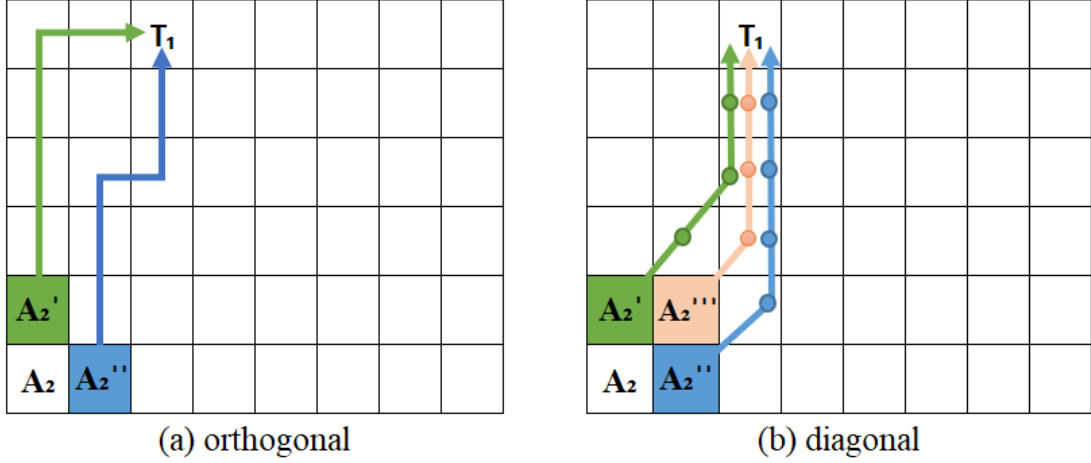 T₁
A₂'
A₂ A₂''
(a) orthogonal
T₁
A₂' A₂'''
A₂ A₂''
(b) diagonal